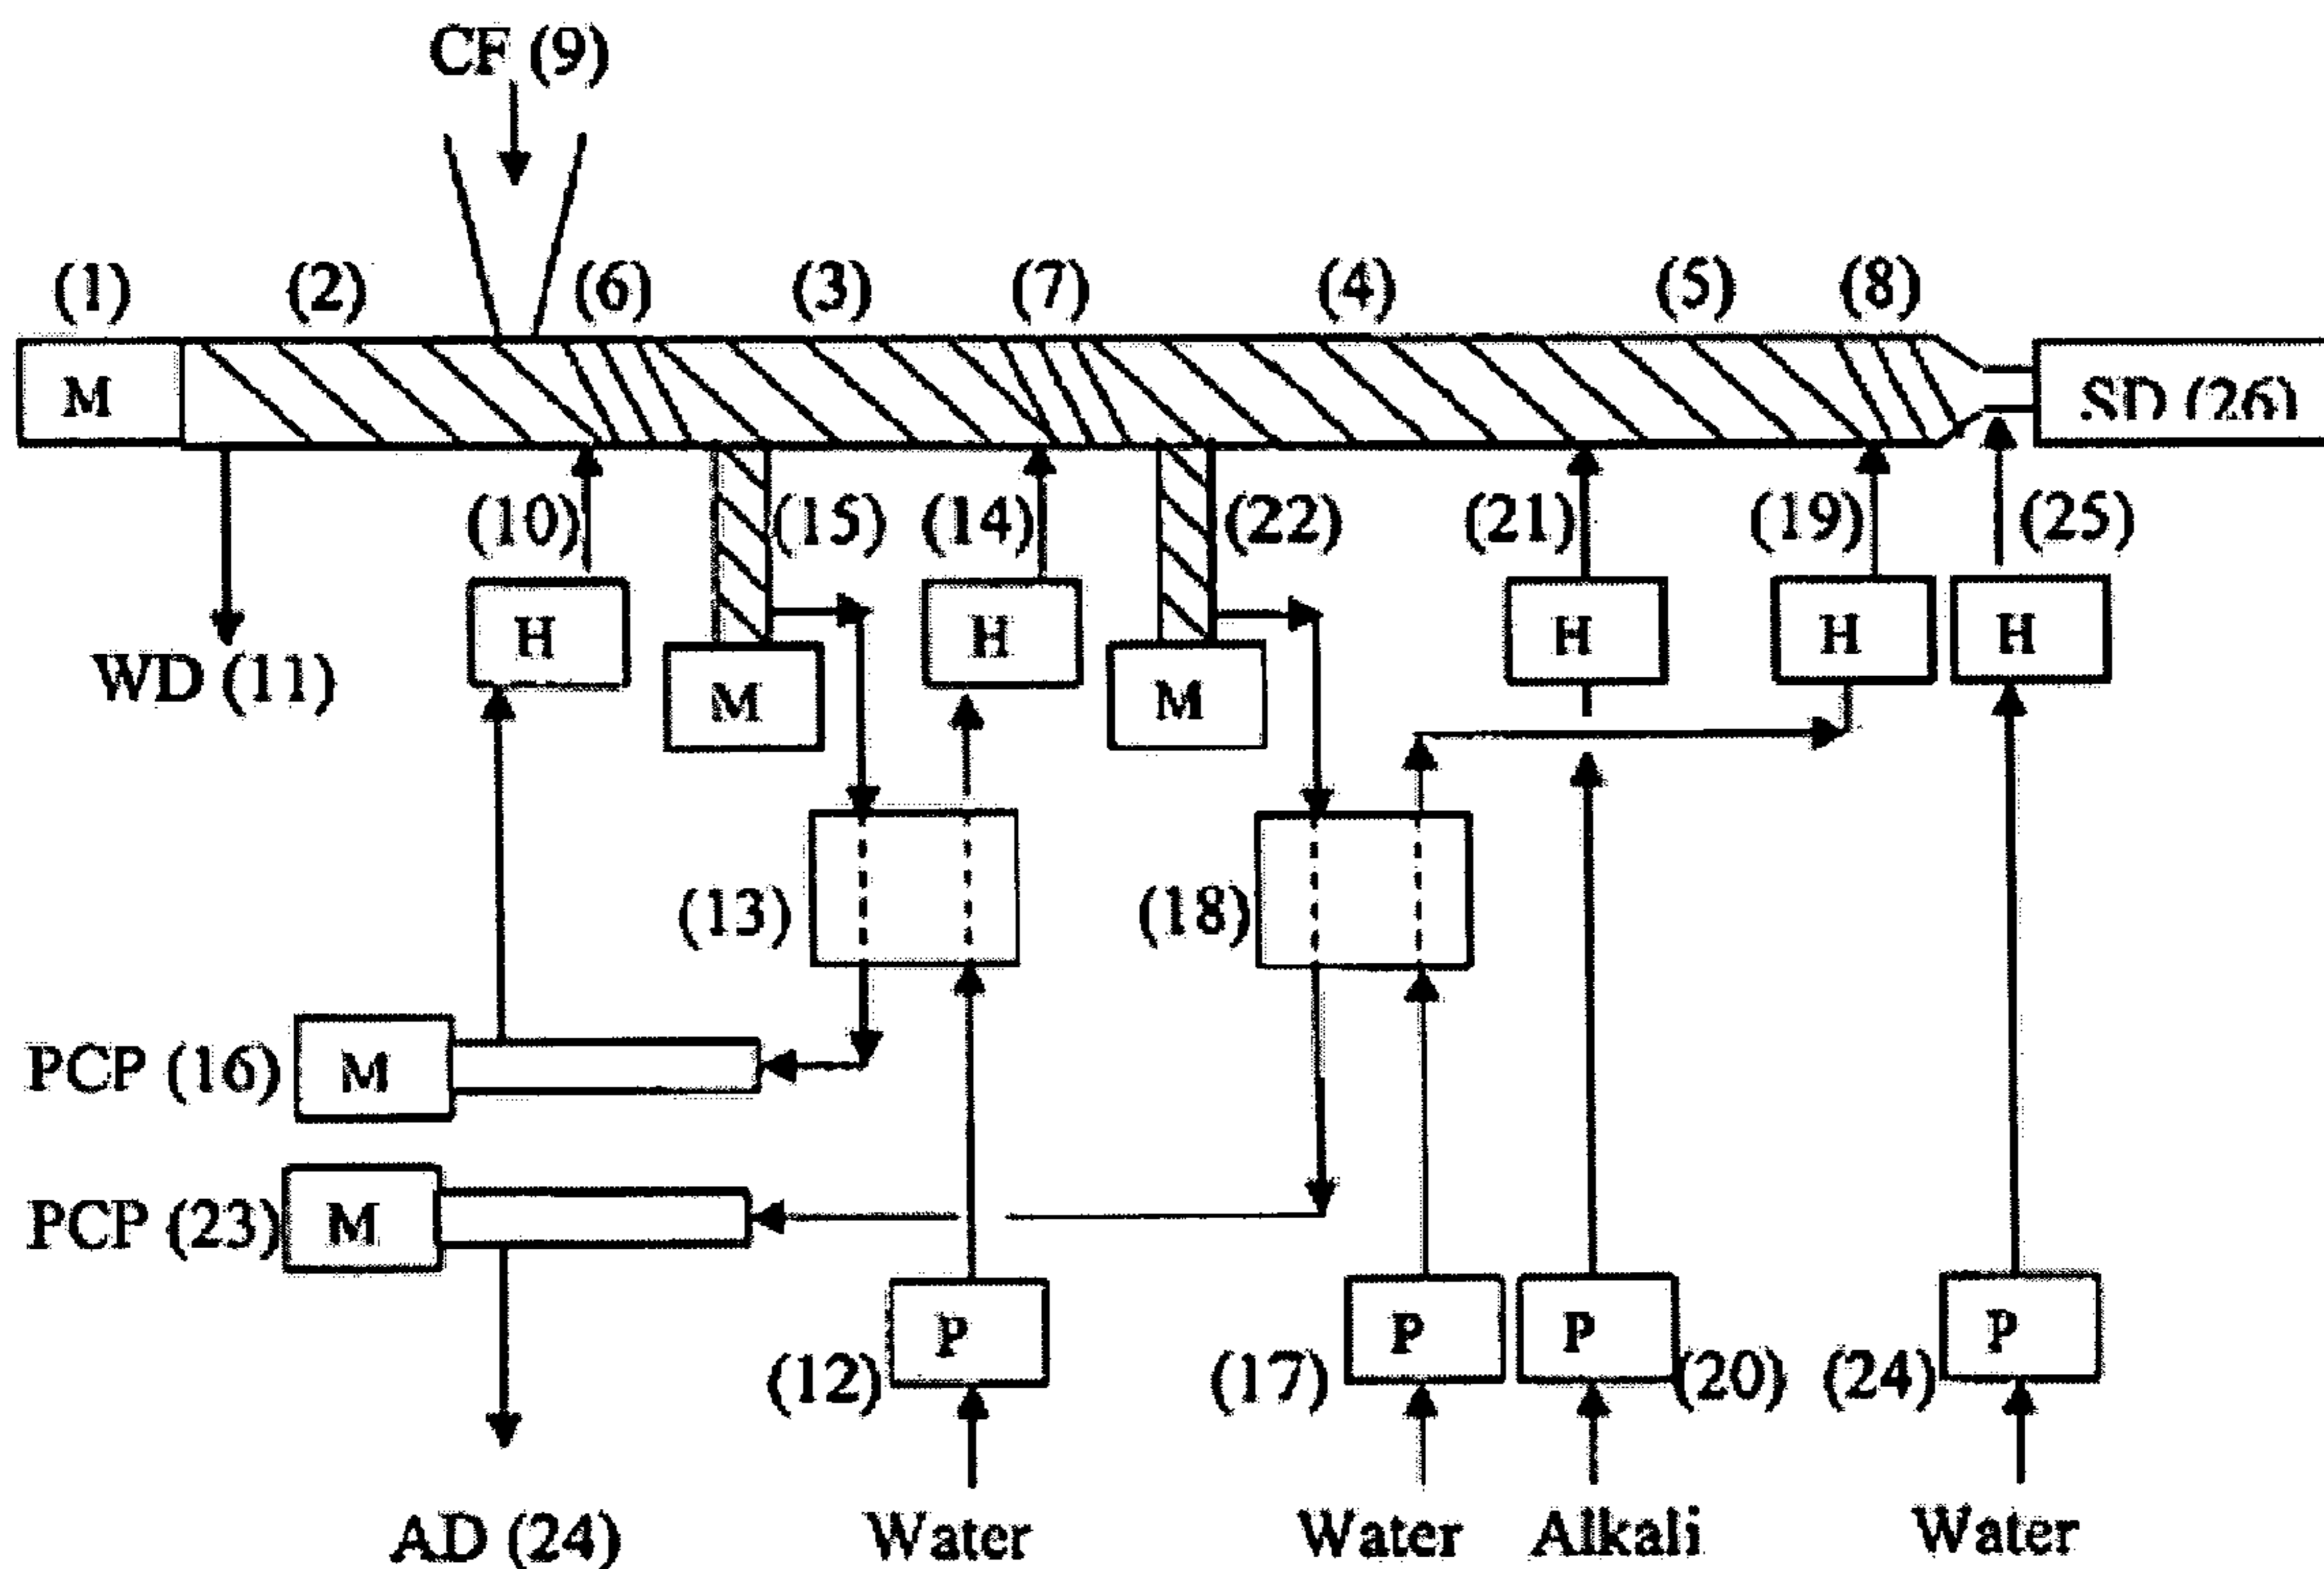 CF (9)
(1) (2) (6) (3) (7) (4) (5) (8)
M SD (26)
(10) (15) (14) (22) (21) (19) (25)
H H H H H
WD (11) M M
(13) (18)
PCP (16) M
PCP (23) M
(12) P (17) P P (20) (24) P
AD (24) Water Water Alkali Water